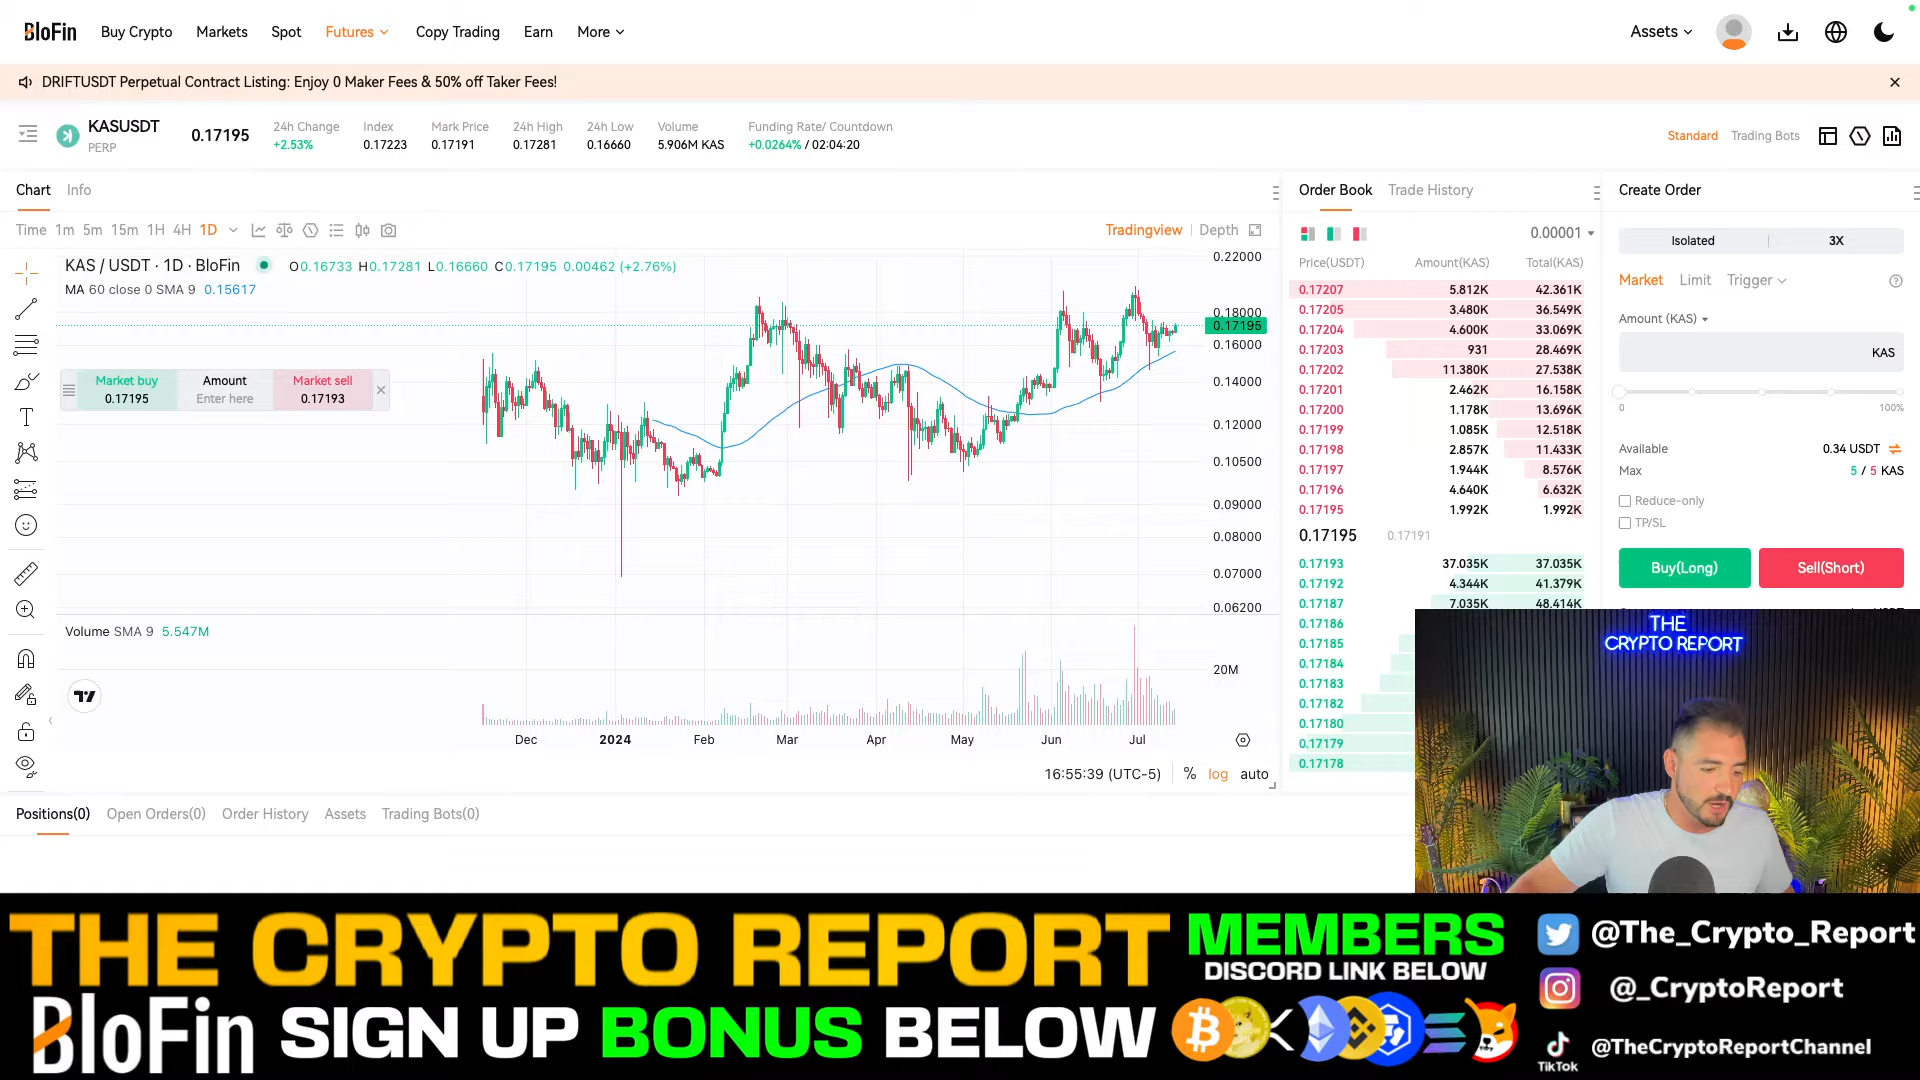 BloFin Buy Crypto Markets Spot Futures Copy Trading Earn More Assets
DRIFTUSDT Perpetual Contract Listing: Enjoy 0 Maker Fees & 50% off Taker Fees!
KASUSDT
PERP
0.17195
24h Change
+2.53%
Index
0.17223
Mark Price
0.17191
24h High
0.17281
24h Low
0.16660
Volume
5.906M KAS
Funding Rate/ Countdown
+0.0264% / 02:04:20
Standard Trading Bots
Chart Info
Time 1m 5m 15m 1H 4H 1D
Tradingview Depth
KAS / USDT · 1D · BloFin O0.16733 H0.17281 L0.16660 C0.17195 0.00462 (+2.76%)
MA 60 close 0 SMA 9 0.15617
Market buy
0.17195
Amount
Enter here
Market sell
0.17193
0.22000
0.18000
0.17195
0.16000
0.14000
0.12000
0.10500
0.09000
0.08000
0.07000
0.06200
Volume SMA 9 5.547M
20M
Dec 2024 Feb Mar Apr May Jun Jul
16:55:39 (UTC-5) % log auto
Order Book Trade History
0.00001
Price(USDT) Amount(KAS) Total(KAS)
0.17207 5.812K 42.361K
0.17205 3.480K 36.549K
0.17204 4.600K 33.069K
0.17203 931 28.469K
0.17202 11.380K 27.538K
0.17201 2.462K 16.158K
0.17200 1.178K 13.696K
0.17199 1.085K 12.518K
0.17198 2.857K 11.433K
0.17197 1.944K 8.576K
0.17196 4.640K 6.632K
0.17195 1.992K 1.992K
0.17195 0.17191
0.17193 37.035K 37.035K
0.17192 4.344K 41.379K
0.17187 7.035K 48.414K
0.17186
0.17185
0.17184
0.17183
0.17182
0.17180
0.17179
0.17178
Create Order
Isolated 3X
Market Limit Trigger
Amount (KAS)
KAS
0 100%
Available 0.34 USDT
Max 5 / 5 KAS
Reduce-only
TP/SL
Buy(Long) Sell(Short)
THE
CRYPTO REPORT
Positions(0) Open Orders(0) Order History Assets Trading Bots(0)
THE CRYPTO REPORT
BloFin SIGN UP BONUS BELOW
MEMBERS
DISCORD LINK BELOW
@The_Crypto_Report
@_CryptoReport
TikTok
@TheCryptoReportChannel